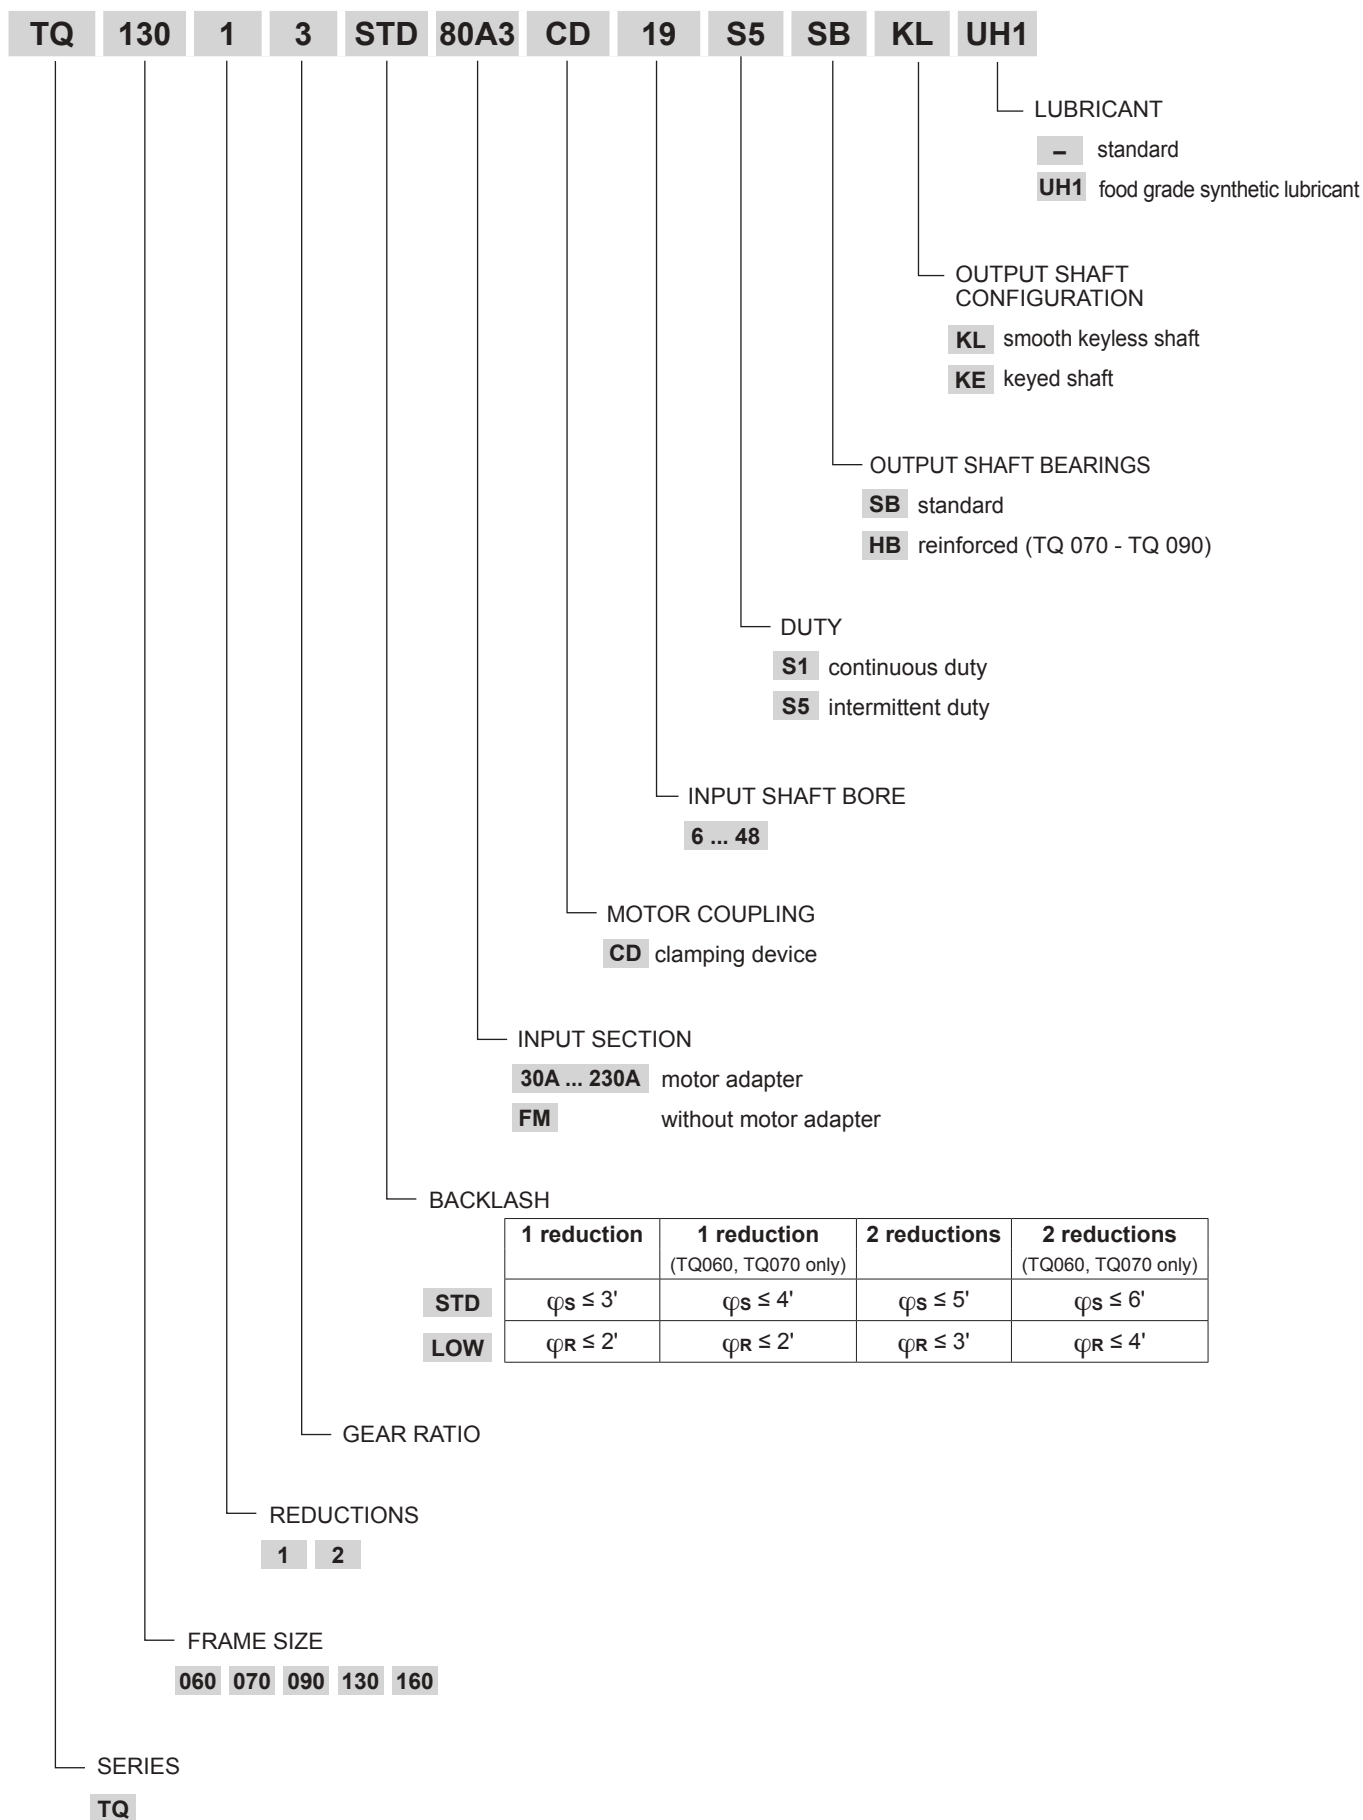 TQ 130 1 3 STD 80A3 CD 19 S5 SB KL UH1
LUBRICANT
– standard
UH1 food grade synthetic lubricant
OUTPUT SHAFT
CONFIGURATION
KL smooth keyless shaft
KE keyed shaft
OUTPUT SHAFT BEARINGS
SB standard
HB reinforced (TQ 070 - TQ 090)
DUTY
S1 continuous duty
S5 intermittent duty
INPUT SHAFT BORE
6 ... 48
MOTOR COUPLING
CD clamping device
INPUT SECTION
30A ... 230A motor adapter
FM without motor adapter
BACKLASH
1 reduction 1 reduction 2 reductions 2 reductions
(TQ060, TQ070 only) (TQ060, TQ070 only)
STD φS ≤ 3' φS ≤ 4' φS ≤ 5' φS ≤ 6'
LOW φR ≤ 2' φR ≤ 2' φR ≤ 3' φR ≤ 4'
GEAR RATIO
REDUCTIONS
1 2
FRAME SIZE
060 070 090 130 160
SERIES
TQ